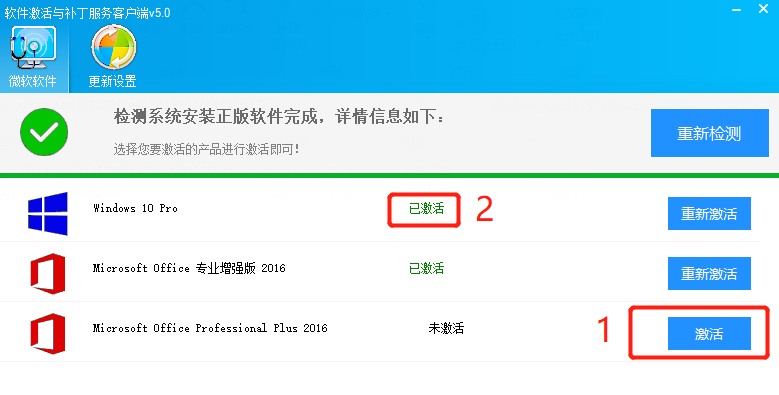 软件激活与补丁服务客户端v5.0
微软软件
更新设置
检测系统安装正版软件完成，详情信息如下：
选择您要激活的产品进行激活即可！
重新检测
Windows 10 Pro
已激活
2
重新激活
Microsoft Office 专业增强版 2016
已激活
重新激活
Microsoft Office Professional Plus 2016
未激活
1
激活